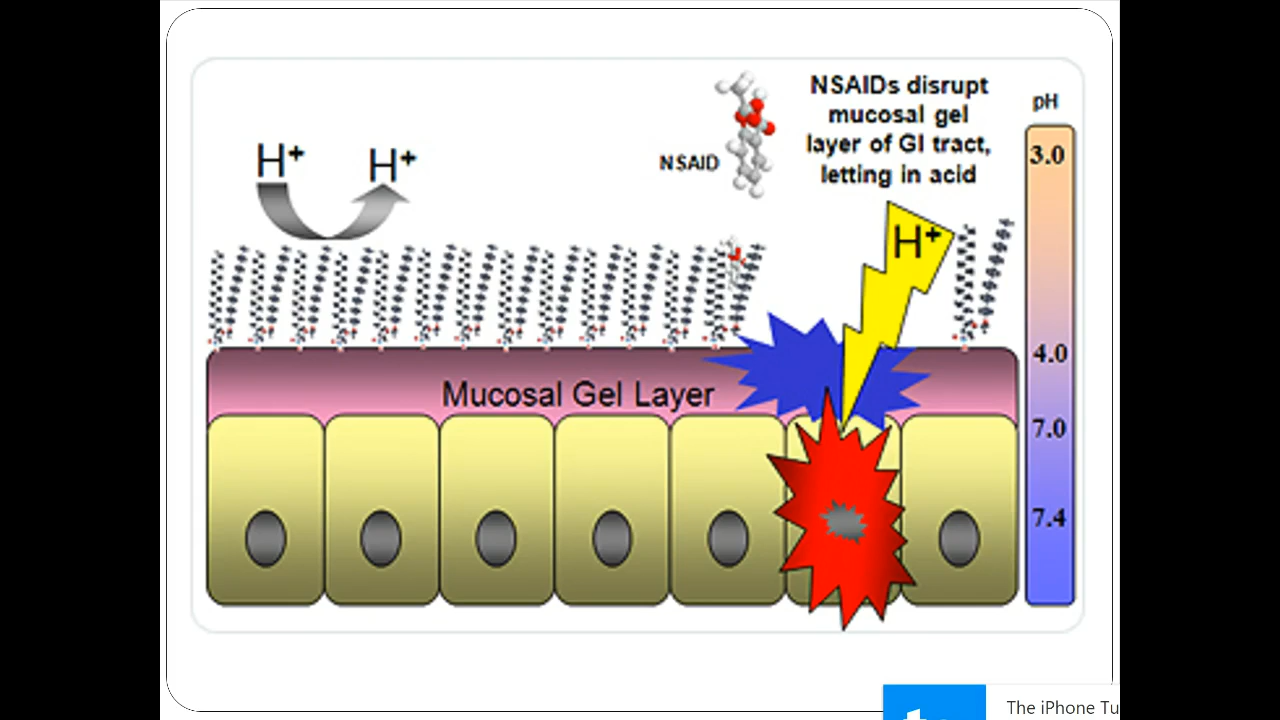 NSAIDs disrupt
mucosal gel
layer of GI tract,
letting in acid
pH
H+
H+
NSAID
3.0
H+
4.0
Mucosal Gel Layer
7.0
7.4
The iPhone Tu